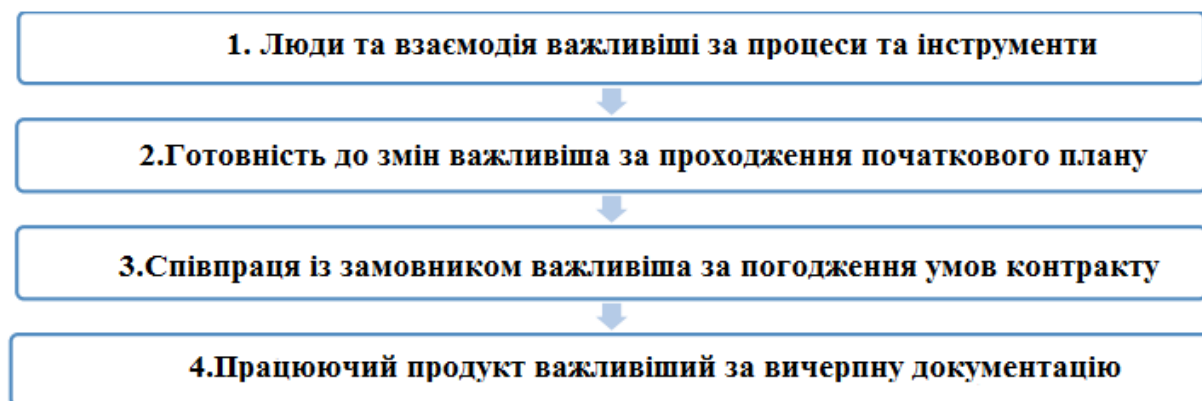 1. Люди та взаємодія важливіші за процеси та інструменти
2.Готовність до змін важливіша за проходження початкового плану
3.Співпраця із замовником важливіша за погодження умов контракту
4.Працюючий продукт важливіший за вичерпну документацію